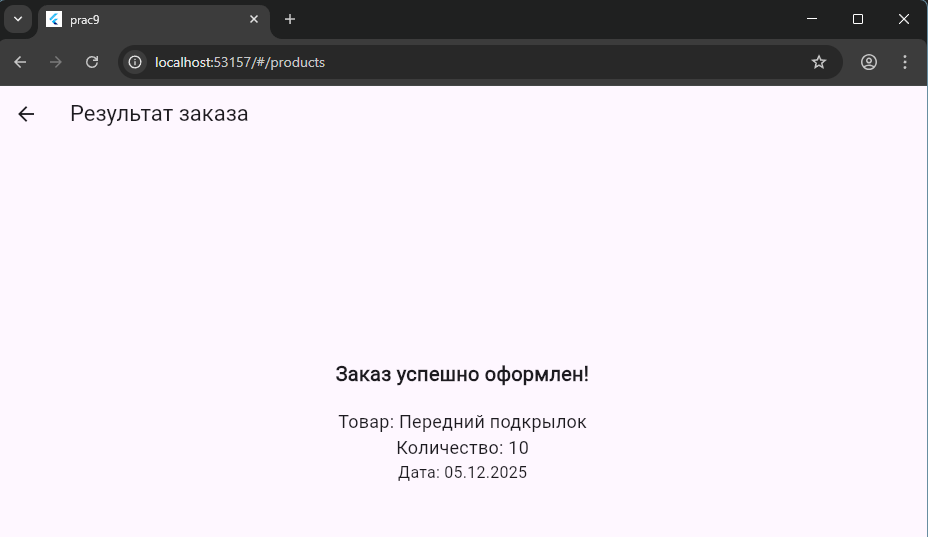 prac9
localhost:53157/#/products
Результат заказа
Заказ успешно оформлен!
Товар: Передний подкрылок
Количество: 10
Дата: 05.12.2025